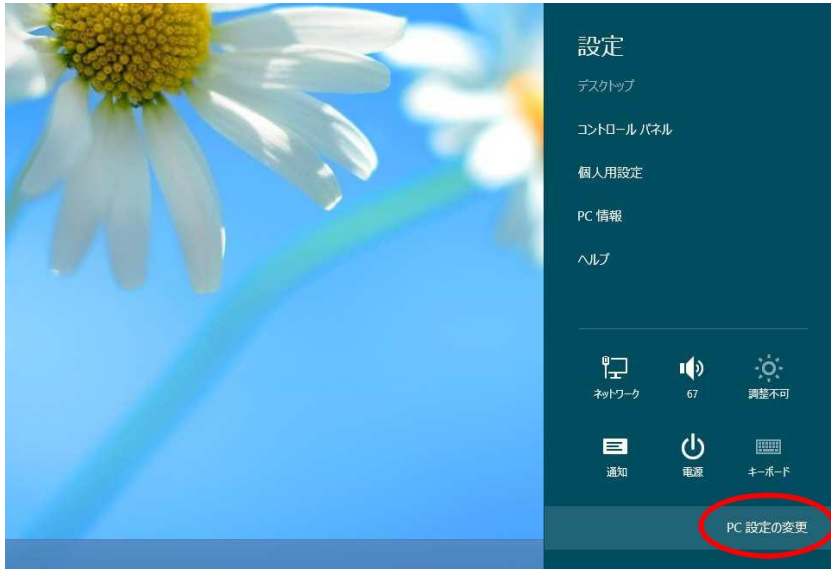 設定
デスクトップ
コントロール パネル
個人用設定
PC 情報
ヘルプ
ネットワーク
67
調整不可
通知
電源
キーボード
PC 設定の変更